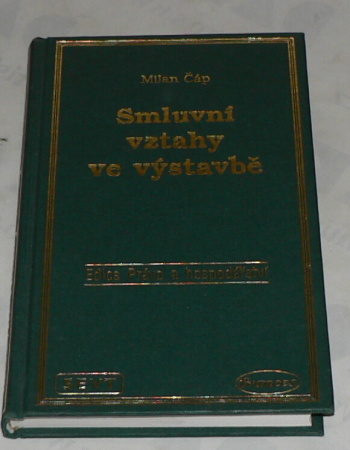 Milan Čáp
Smluvní
vztahy
ve výstavbě
Edice Právo a hospodářství